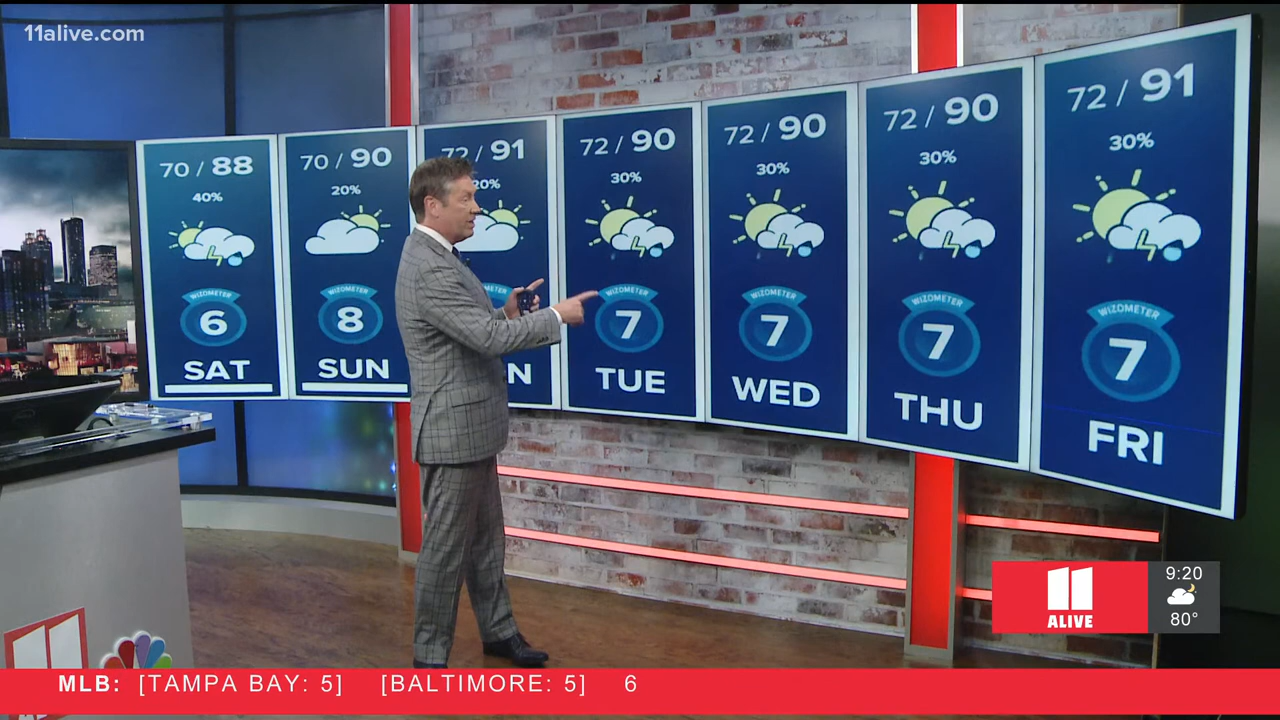 11alive.com
70 / 88
40%
WIZOMETER
6
SAT
70 / 90
20%
WIZOMETER
8
SUN
72 / 91
20%
N
72 / 90
30%
WIZOMETER
7
TUE
72 / 90
30%
WIZOMETER
7
WED
72 / 90
30%
WIZOMETER
7
THU
72 / 91
30%
WIZOMETER
7
FRI
11
ALIVE
9:20
80°
MLB: [TAMPA BAY: 5] [BALTIMORE: 5] 6